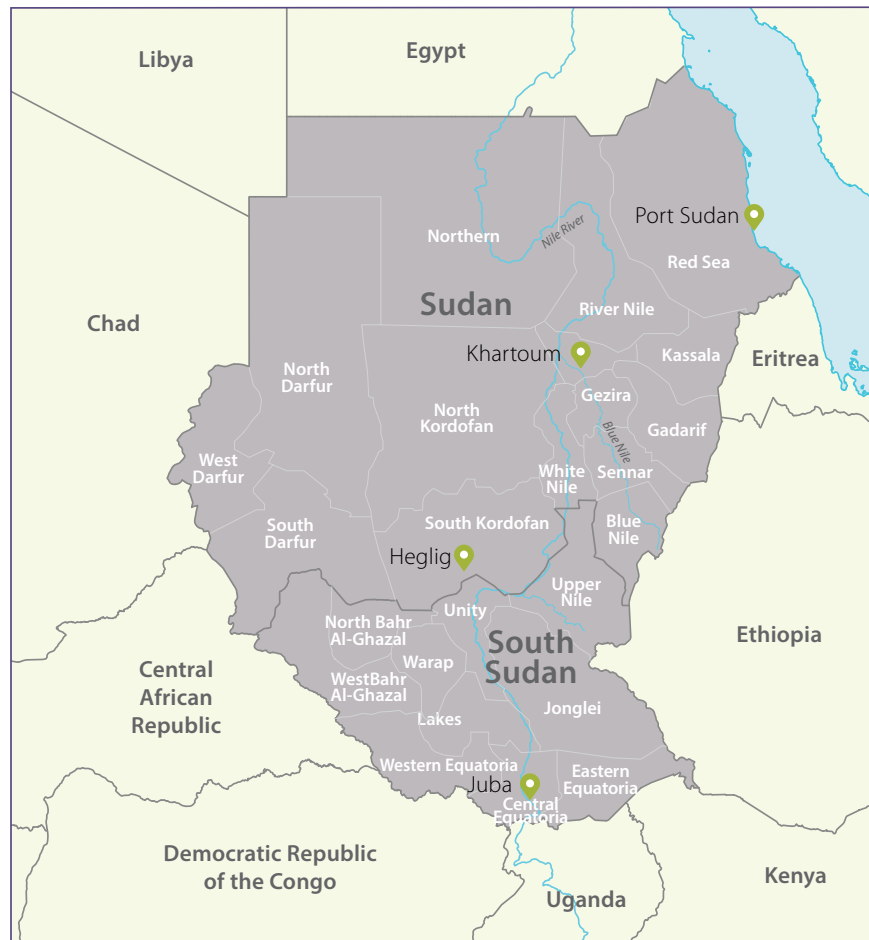 Libya
Egypt
Port Sudan
Northern
Nile River
Red Sea
Sudan
River Nile
Chad
Khartoum
Kassala
Eritrea
North
Darfur
Gezira
North
Kordofan
Gadarif
Blue Nile
West
Darfur
White
Nile
Sennar
South
Darfur
South Kordofan
Blue
Nile
Heglig
Upper
Nile
Unity
North Bahr
Al-Ghazal
South
Sudan
Ethiopia
Warap
Central
African
Republic
WestBahr
Al-Ghazal
Jonglei
Lakes
Western Equatoria
Eastern
Equatoria
Juba
Central
Equatoria
Democratic Republic
of the Congo
Kenya
Uganda